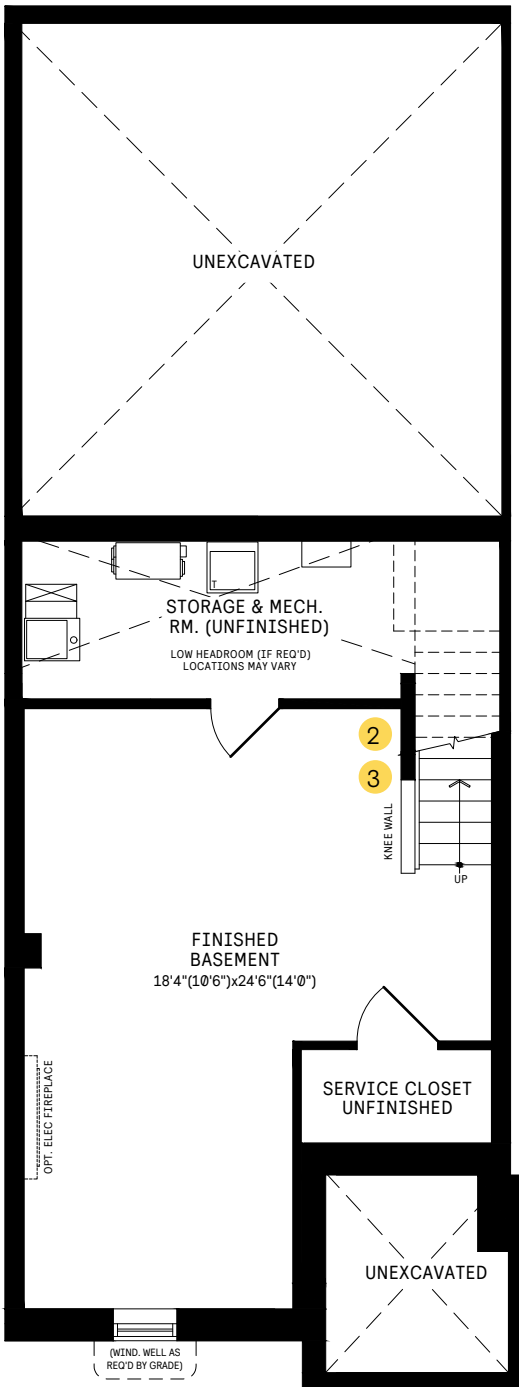 UNEXCAVATED
T
STORAGE & MECH.
RM. (UNFINISHED)
LOW HEADROOM (IF REQ'D)
LOCATIONS MAY VARY
2
3
KNEE WALL
UP
FINISHED
BASEMENT
18'4"(10'6")x24'6"(14'0")
OPT. ELEC FIREPLACE
SERVICE CLOSET
UNFINISHED
UNEXCAVATED
(WIND. WELL AS
REQ'D BY GRADE)